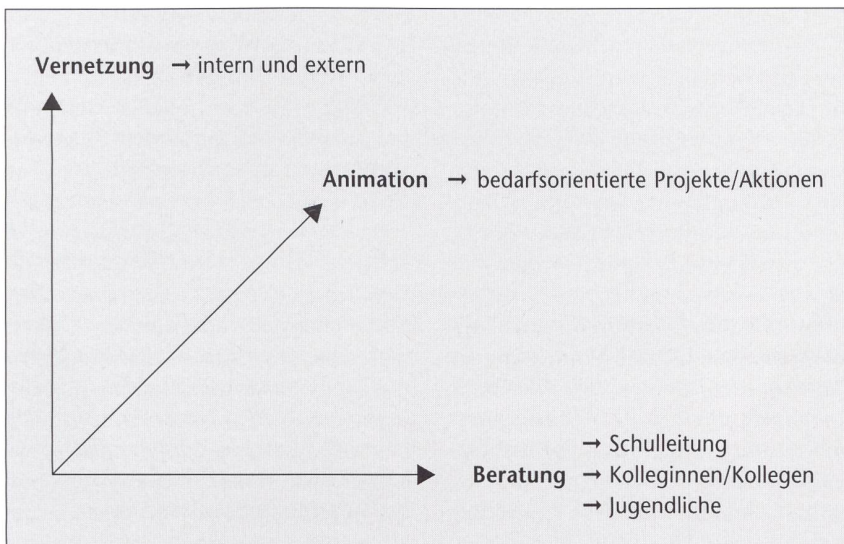 Vernetzung → intern und extern
Animation → bedarfsorientierte Projekte/Aktionen
→ Schulleitung
Beratung → Kolleginnen/Kollegen
→ Jugendliche